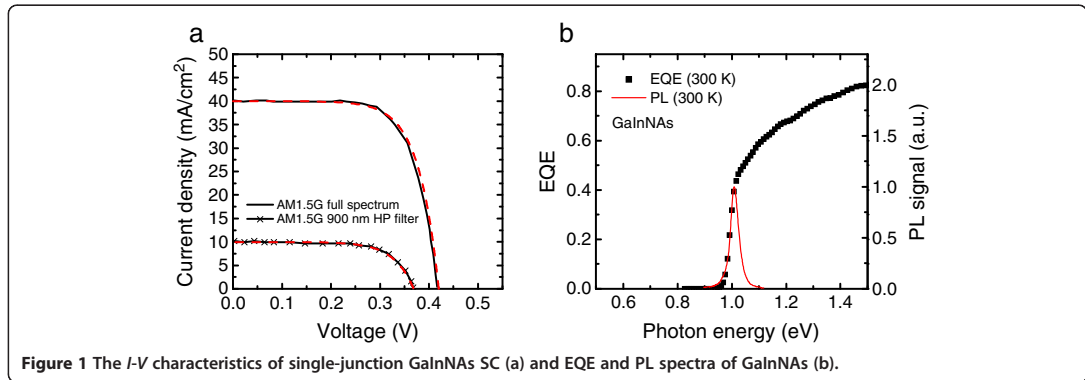 a
50
45
40
35
30
25
20
15
10
5
0
Current density (mA/cm²)
AM1.5G full spectrum
AM1.5G 900 nm HP filter
0.0 0.1 0.2 0.3 0.4 0.5
Voltage (V)
b
EQE (300 K)
PL (300 K)
GaInNAs
0.8
0.6
0.4
0.2
0.0
EQE
2.0
1.5
1.0
0.5
0.0
PL signal (a.u.)
0.6 0.8 1.0 1.2 1.4
Photon energy (eV)
Figure 1 The I-V characteristics of single-junction GaInNAs SC (a) and EQE and PL spectra of GaInNAs (b).